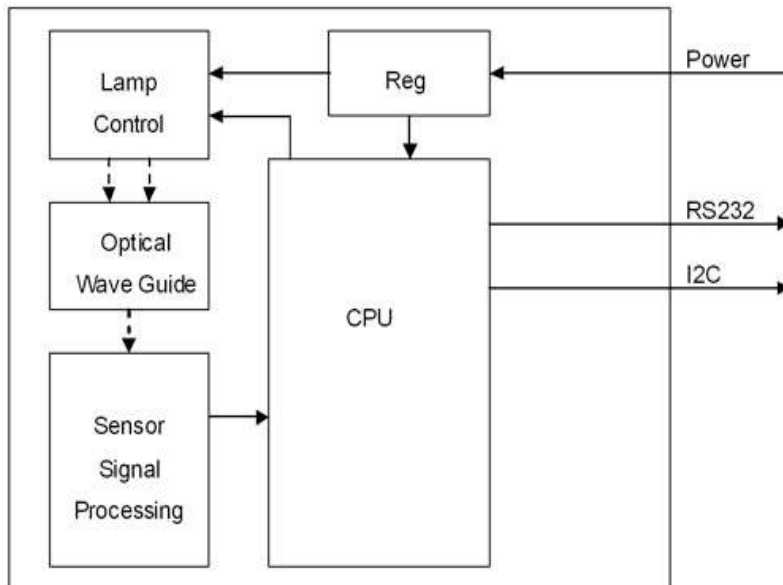 Lamp
Control
Reg
Power
RS232
Optical
Wave Guide
I2C
CPU
Sensor
Signal
Processing